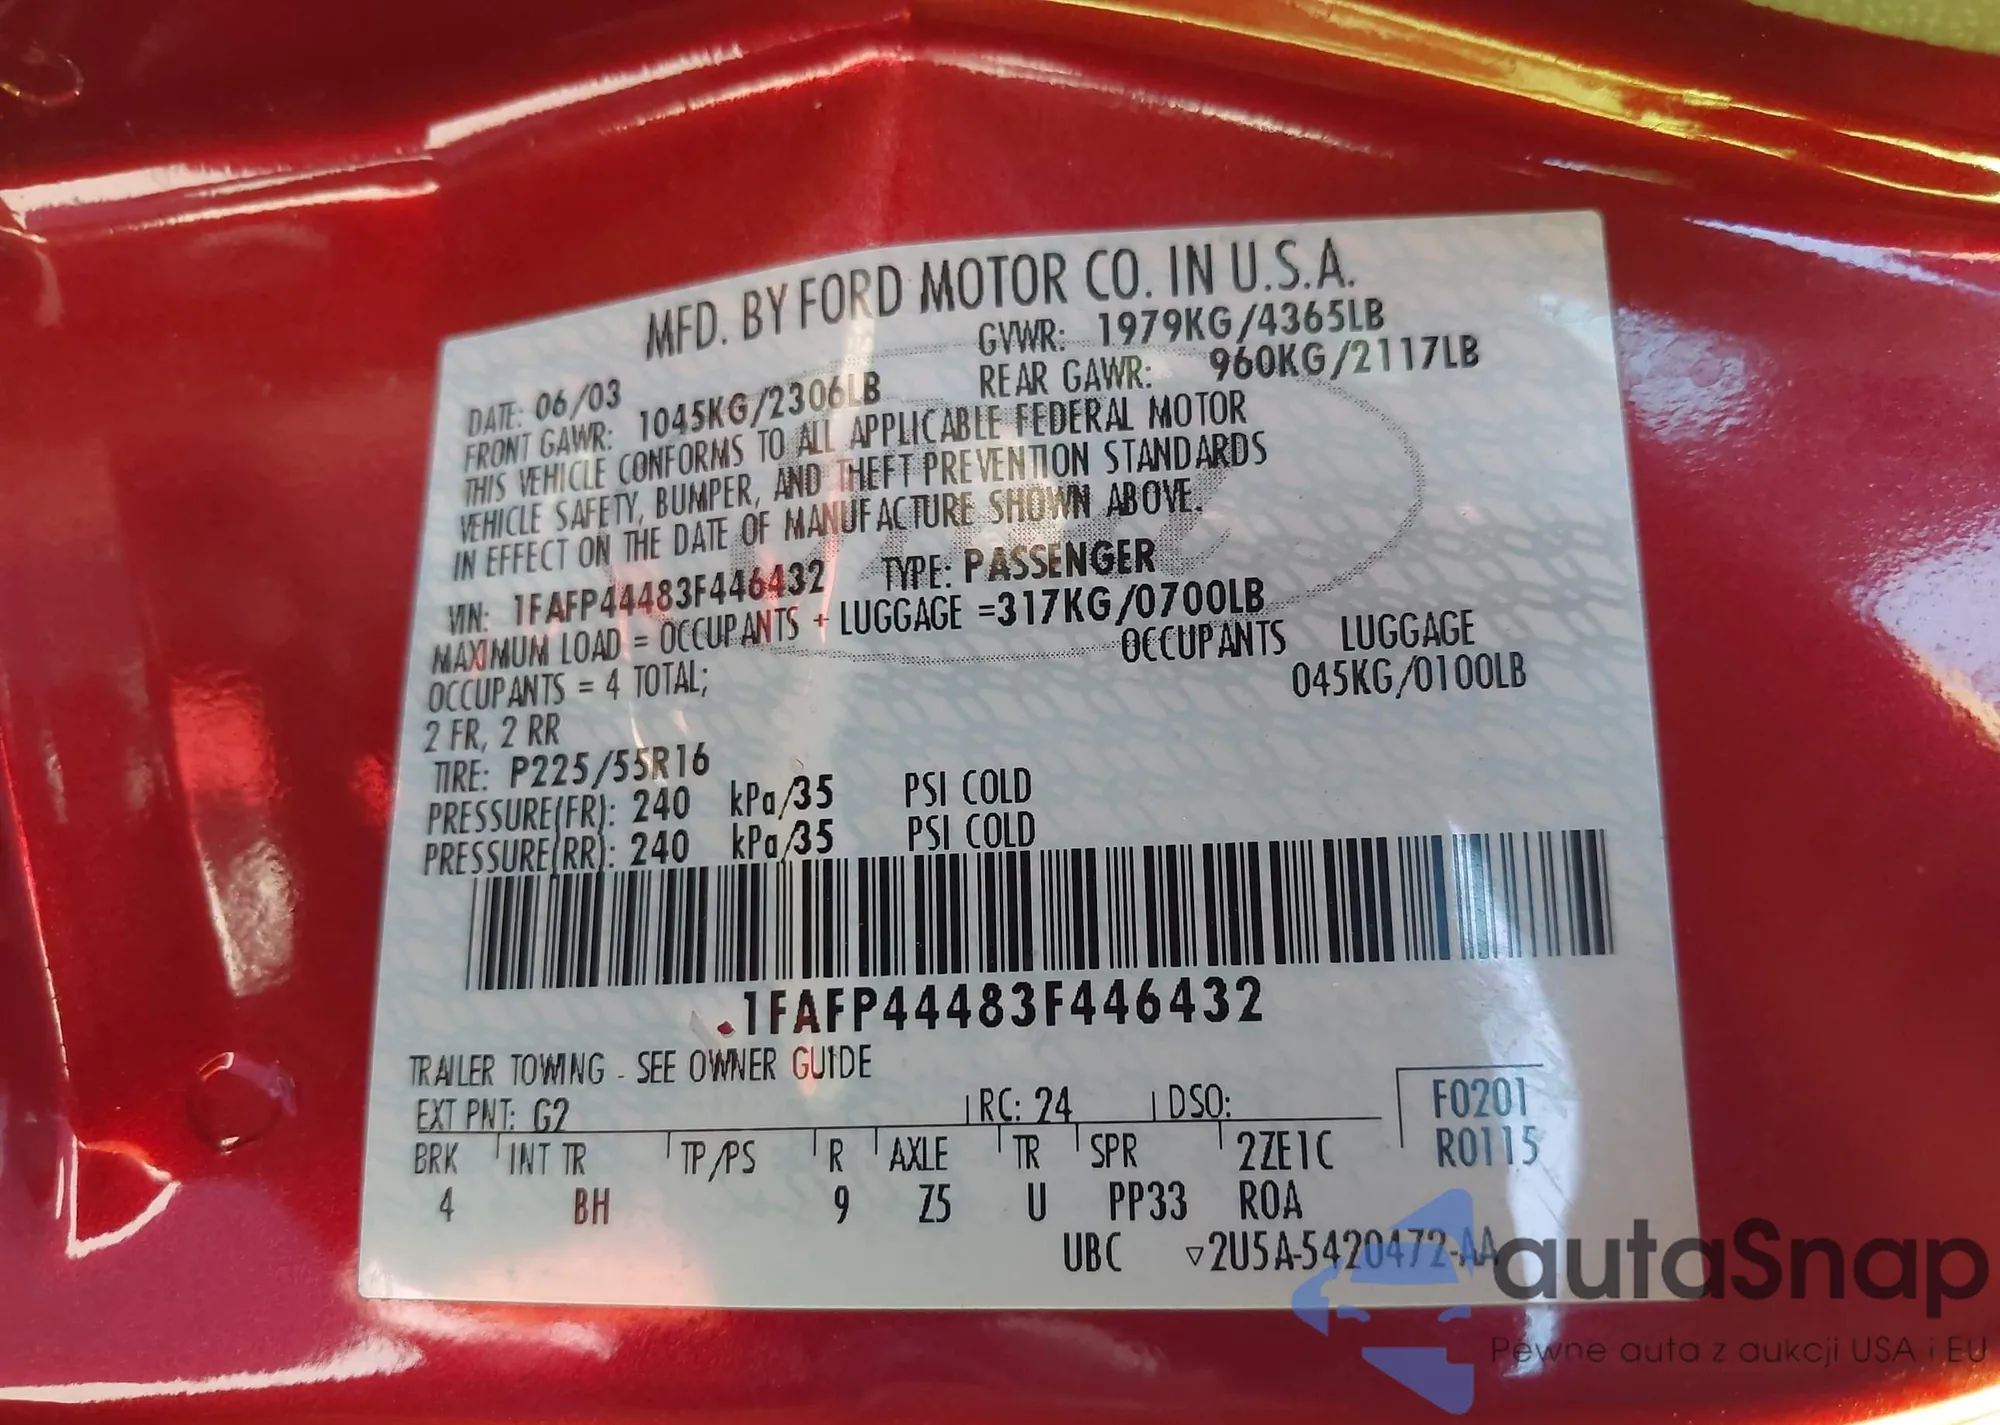 MFD. BY FORD MOTOR CO. IN U.S.A.
DATE: 06/03 GVWR: 1979KG/4365LB
FRONT GAWR: 1045KG/2306LB REAR GAWR: 960KG/2117LB
THIS VEHICLE CONFORMS TO ALL APPLICABLE FEDERAL MOTOR
VEHICLE SAFETY, BUMPER, AND THEFT PREVENTION STANDARDS
IN EFFECT ON THE DATE OF MANUFACTURE SHOWN ABOVE.
VIN: 1FAFP44483F446432 TYPE: PASSENGER
MAXIMUM LOAD = OCCUPANTS + LUGGAGE =317KG/0700LB
OCCUPANTS = 4 TOTAL; OCCUPANTS LUGGAGE
2 FR, 2 RR 045KG/0100LB
TIRE: P225/55R16
PRESSURE(FR): 240 kPa/35 PSI COLD
PRESSURE(RR): 240 kPa/35 PSI COLD
1FAFP44483F446432
TRAILER TOWING - SEE OWNER GUIDE
EXT PNT: G2 RC: 24 DSO: F0201
BRK INT TR TP/PS R AXLE TR SPR 2ZE1C R0115
4 BH 9 Z5 U PP33 ROA
UBC ▽2U5A-5420472-AA
autaSnap
Pewne auta z aukcji USA i EU